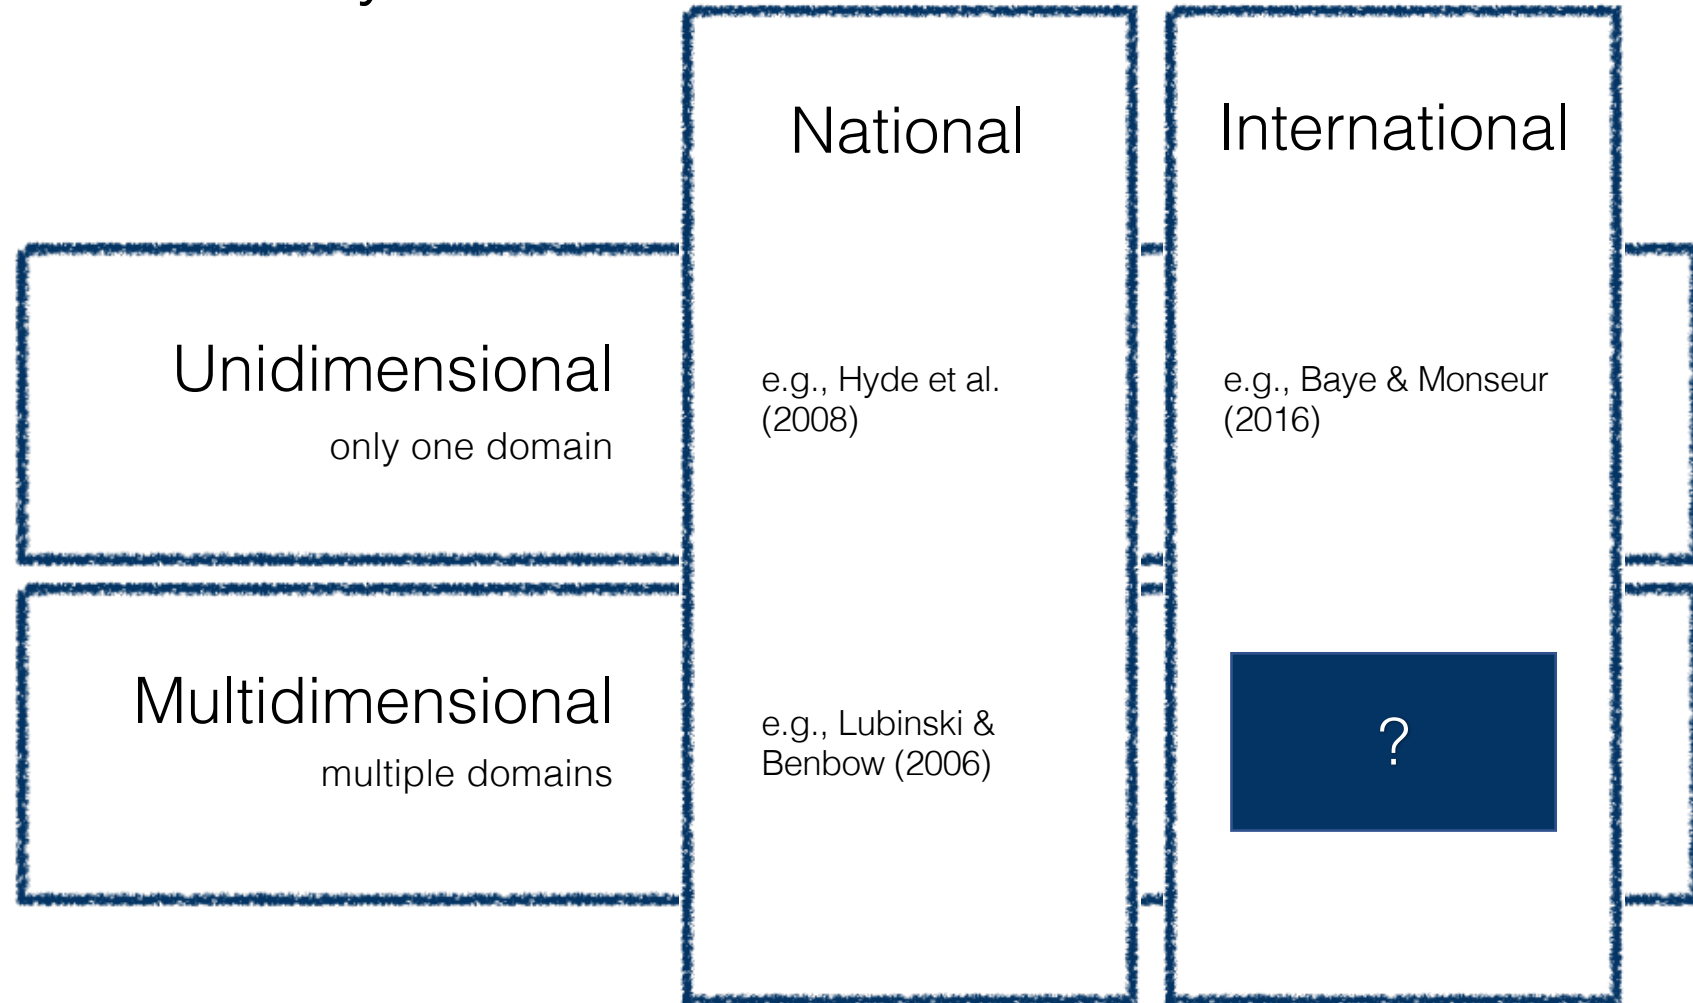 National
International
Unidimensional
only one domain
e.g., Hyde et al.
(2008)
e.g., Baye & Monseur
(2016)
Multidimensional
multiple domains
e.g., Lubinski &
Benbow (2006)
?